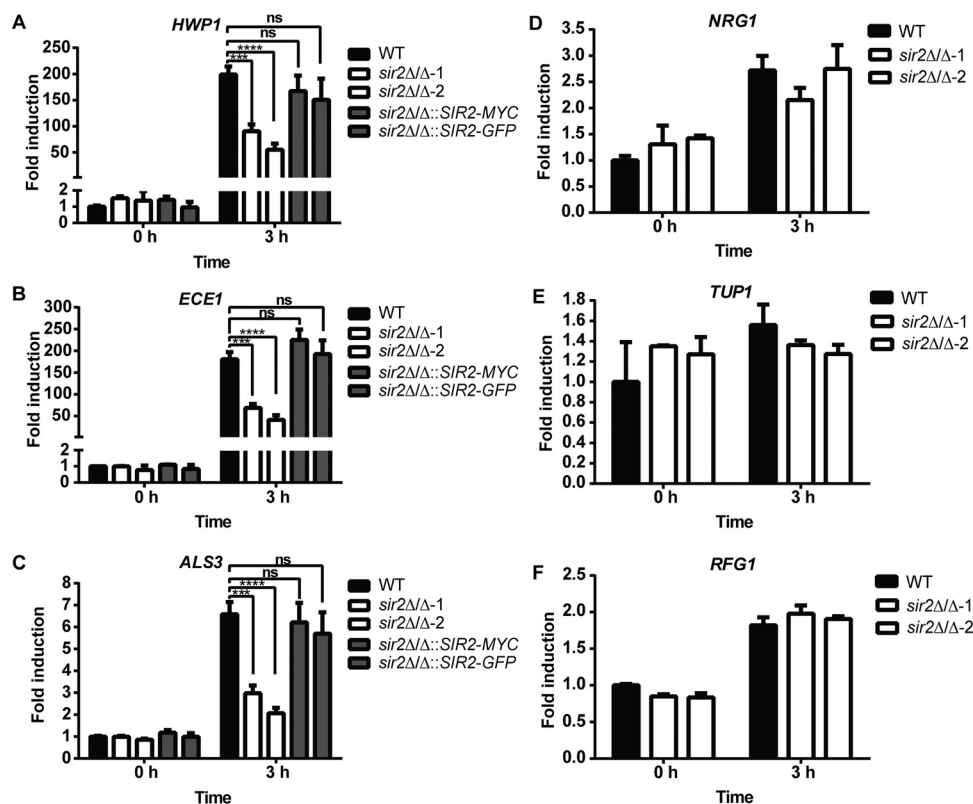 A
HWP1
ns
ns
****
***
Fold induction
250
200
150
100
50
2
1
0
0 h
3 h
Time
WT
sir2Δ/Δ-1
sir2Δ/Δ-2
sir2Δ/Δ::SIR2-MYC
sir2Δ/Δ::SIR2-GFP
B
ECE1
ns
ns
****
***
Fold induction
300
250
200
150
100
50
2
1
0
0 h
3 h
Time
WT
sir2Δ/Δ-1
sir2Δ/Δ-2
sir2Δ/Δ::SIR2-MYC
sir2Δ/Δ::SIR2-GFP
C
ALS3
ns
ns
****
***
Fold induction
8
7
6
5
4
3
2
1
0
0 h
3 h
Time
WT
sir2Δ/Δ-1
sir2Δ/Δ-2
sir2Δ/Δ::SIR2-MYC
sir2Δ/Δ::SIR2-GFP
D
NRG1
Fold induction
3.5
3.0
2.5
2.0
1.5
1.0
0.5
0.0
0 h
3 h
Time
WT
sir2Δ/Δ-1
sir2Δ/Δ-2
E
TUP1
Fold induction
1.8
1.6
1.4
1.2
1.0
0.8
0.6
0.4
0.2
0.0
0 h
3 h
Time
WT
sir2Δ/Δ-1
sir2Δ/Δ-2
F
RFG1
Fold induction
2.5
2.0
1.5
1.0
0.5
0.0
0 h
3 h
Time
WT
sir2Δ/Δ-1
sir2Δ/Δ-2